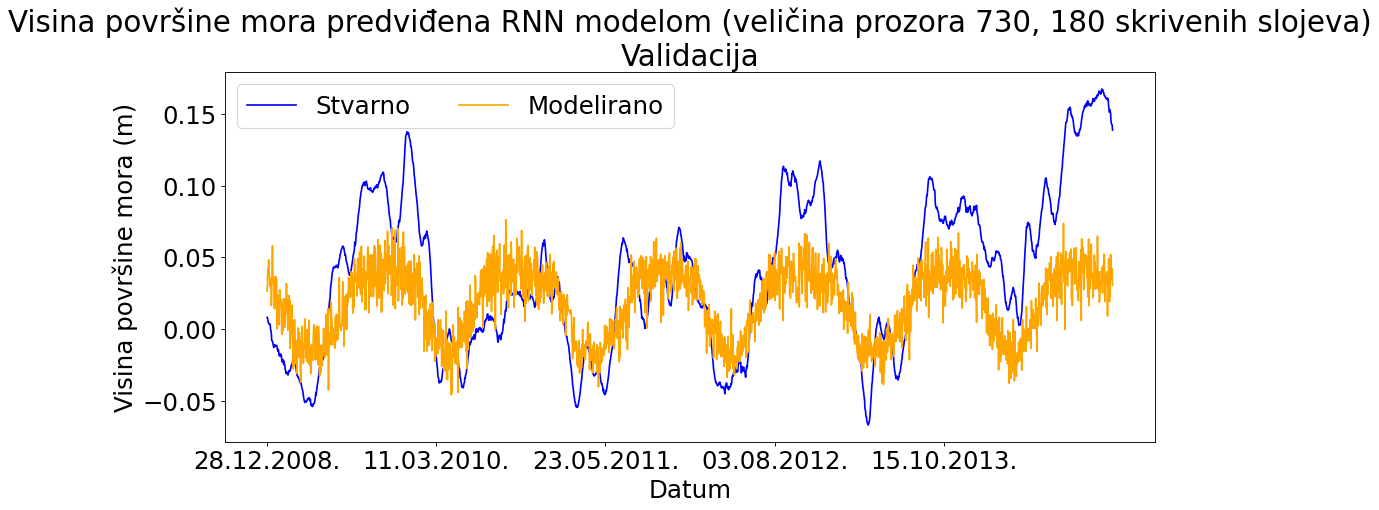 Visina površine mora predviđena RNN modelom (veličina prozora 730, 180 skrivenih slojeva)
Validacija
Stvarno
Modelirano
Visina površine mora (m)
0.15
0.10
0.05
0.00
−0.05
28.12.2008.
11.03.2010.
23.05.2011.
03.08.2012.
15.10.2013.
Datum